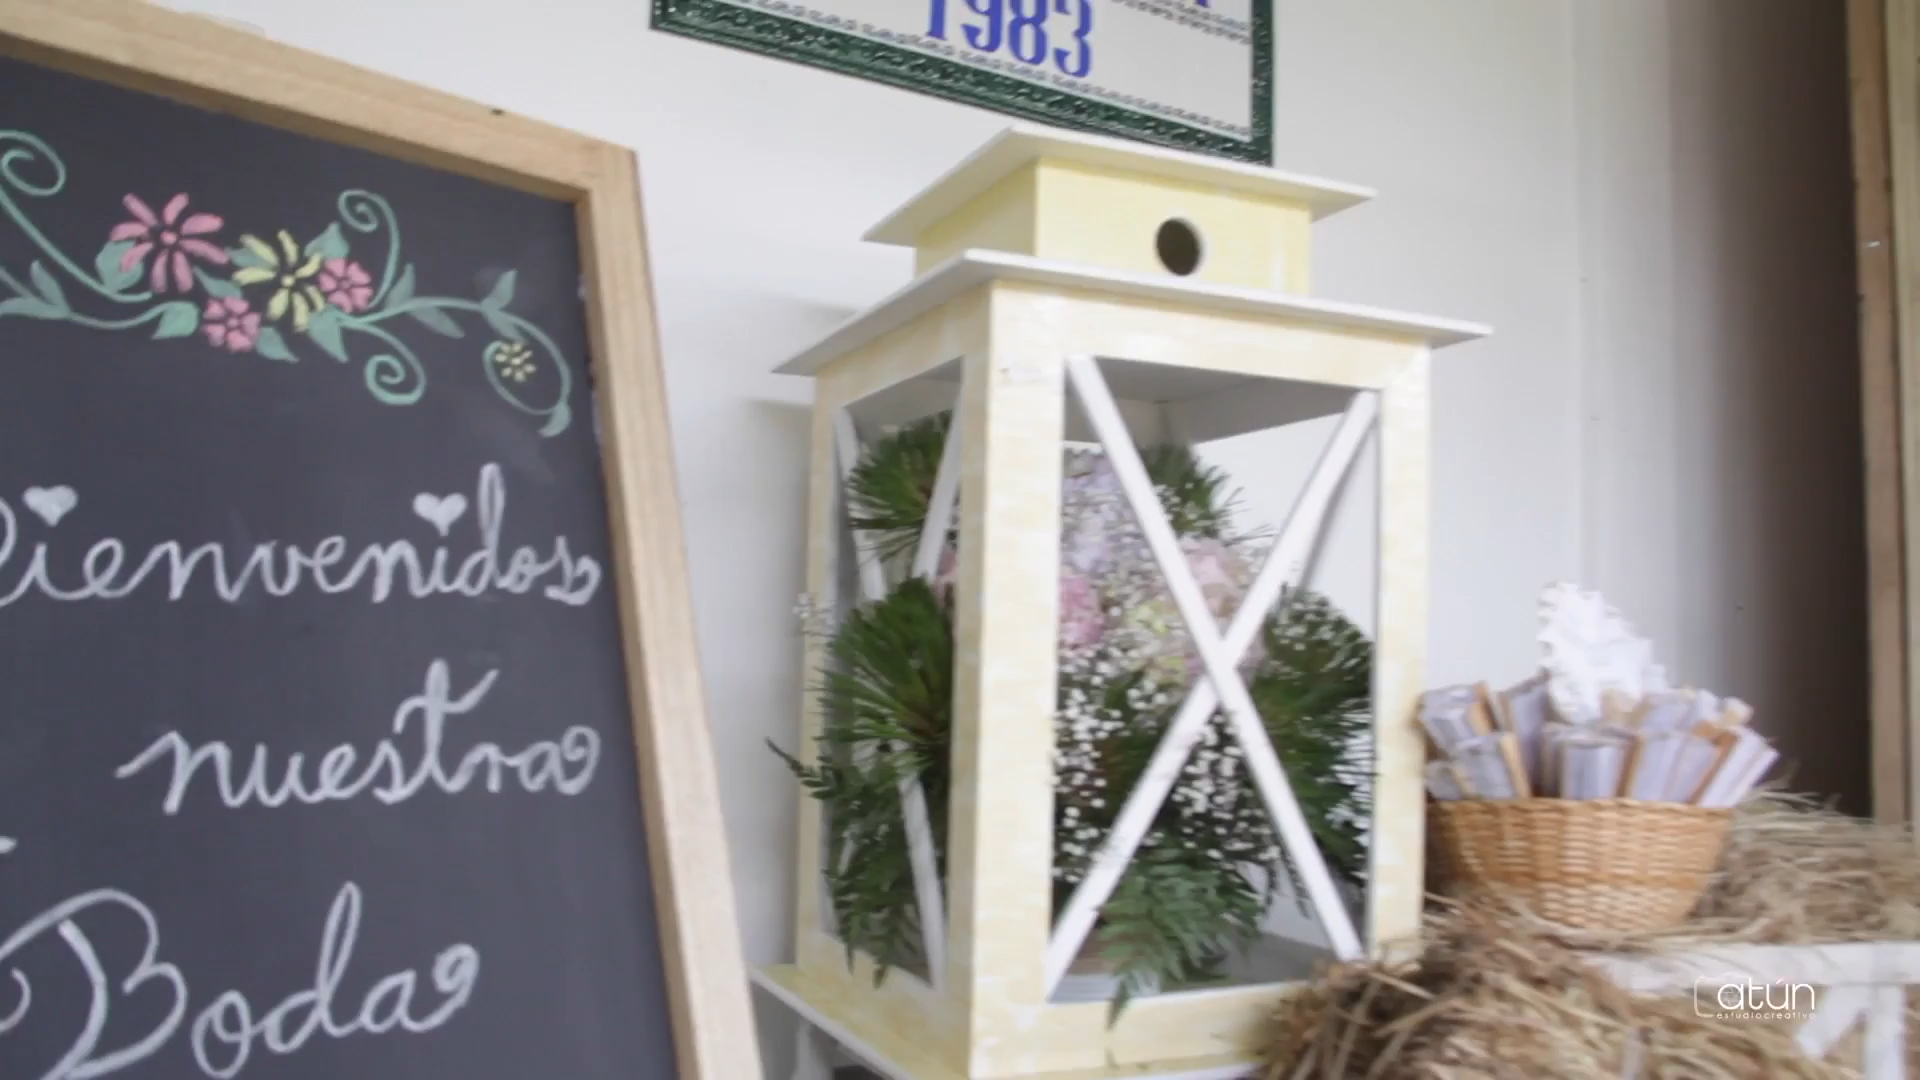 1983
Bienvenidos
nuestra
Boda
atún
estudiocreativo